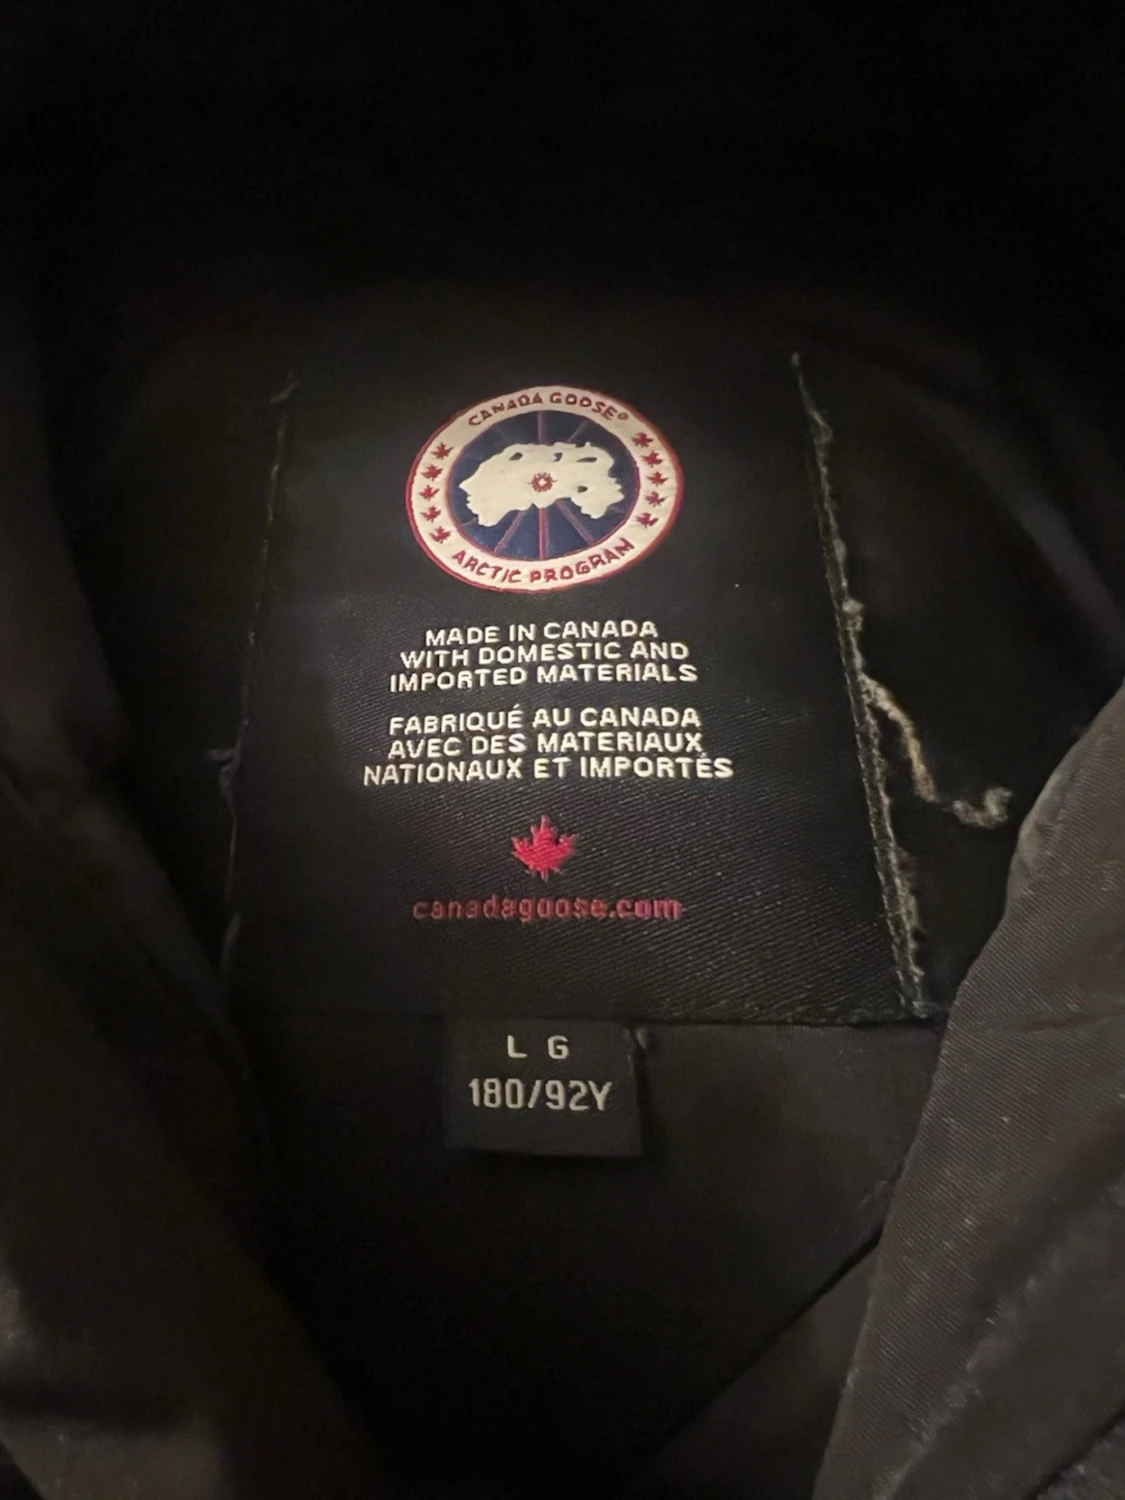 CANADA GOOSE®
ARCTIC PROGRAM
MADE IN CANADA
WITH DOMESTIC AND
IMPORTED MATERIALS
FABRIQUÉ AU CANADA
AVEC DES MATERIAUX
NATIONAUX ET IMPORTÉS
canadagoose.com
L G
180/92Y